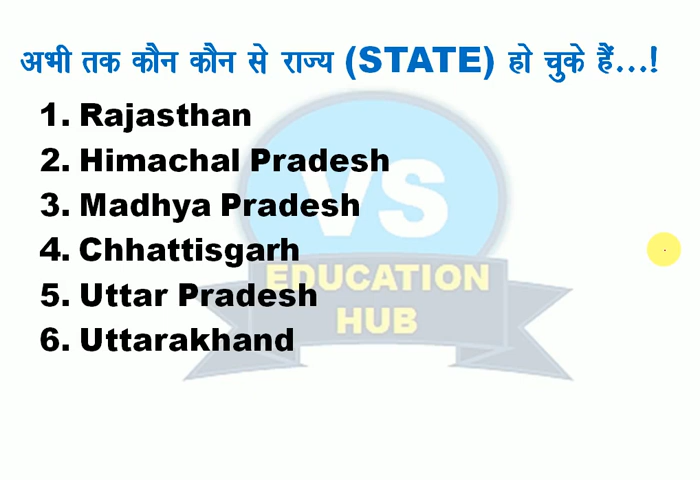 अभी तक कौन कौन से राज्य (STATE) हो चुके हैं...!
1. Rajasthan
2. Himachal Pradesh
3. Madhya Pradesh
4. Chhattisgarh
5. Uttar Pradesh
6. Uttarakhand
VS
EDUCATION
HUB